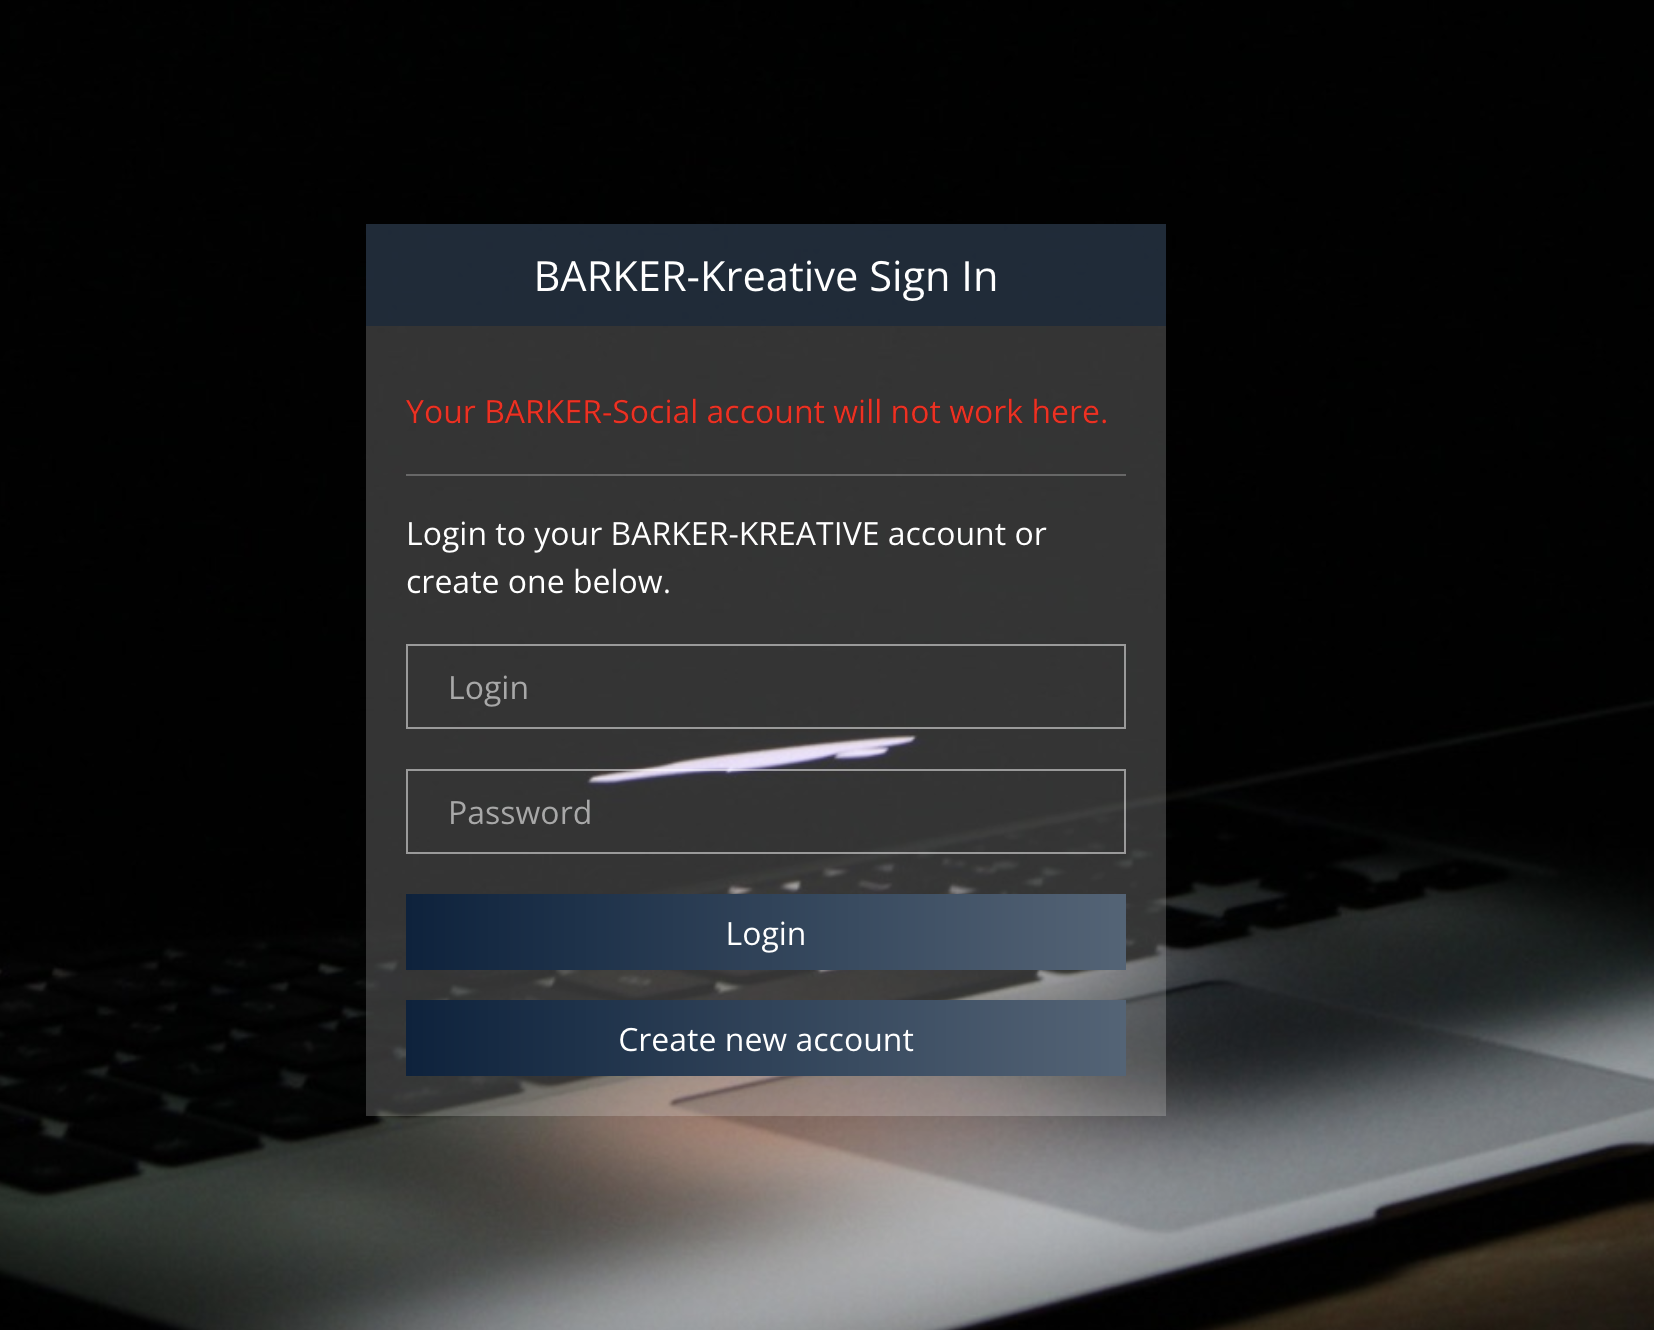 BARKER-Kreative Sign In
Your BARKER-Social account will not work here.
Login to your BARKER-KREATIVE account or
create one below.
Login
Password
Login
Create new account